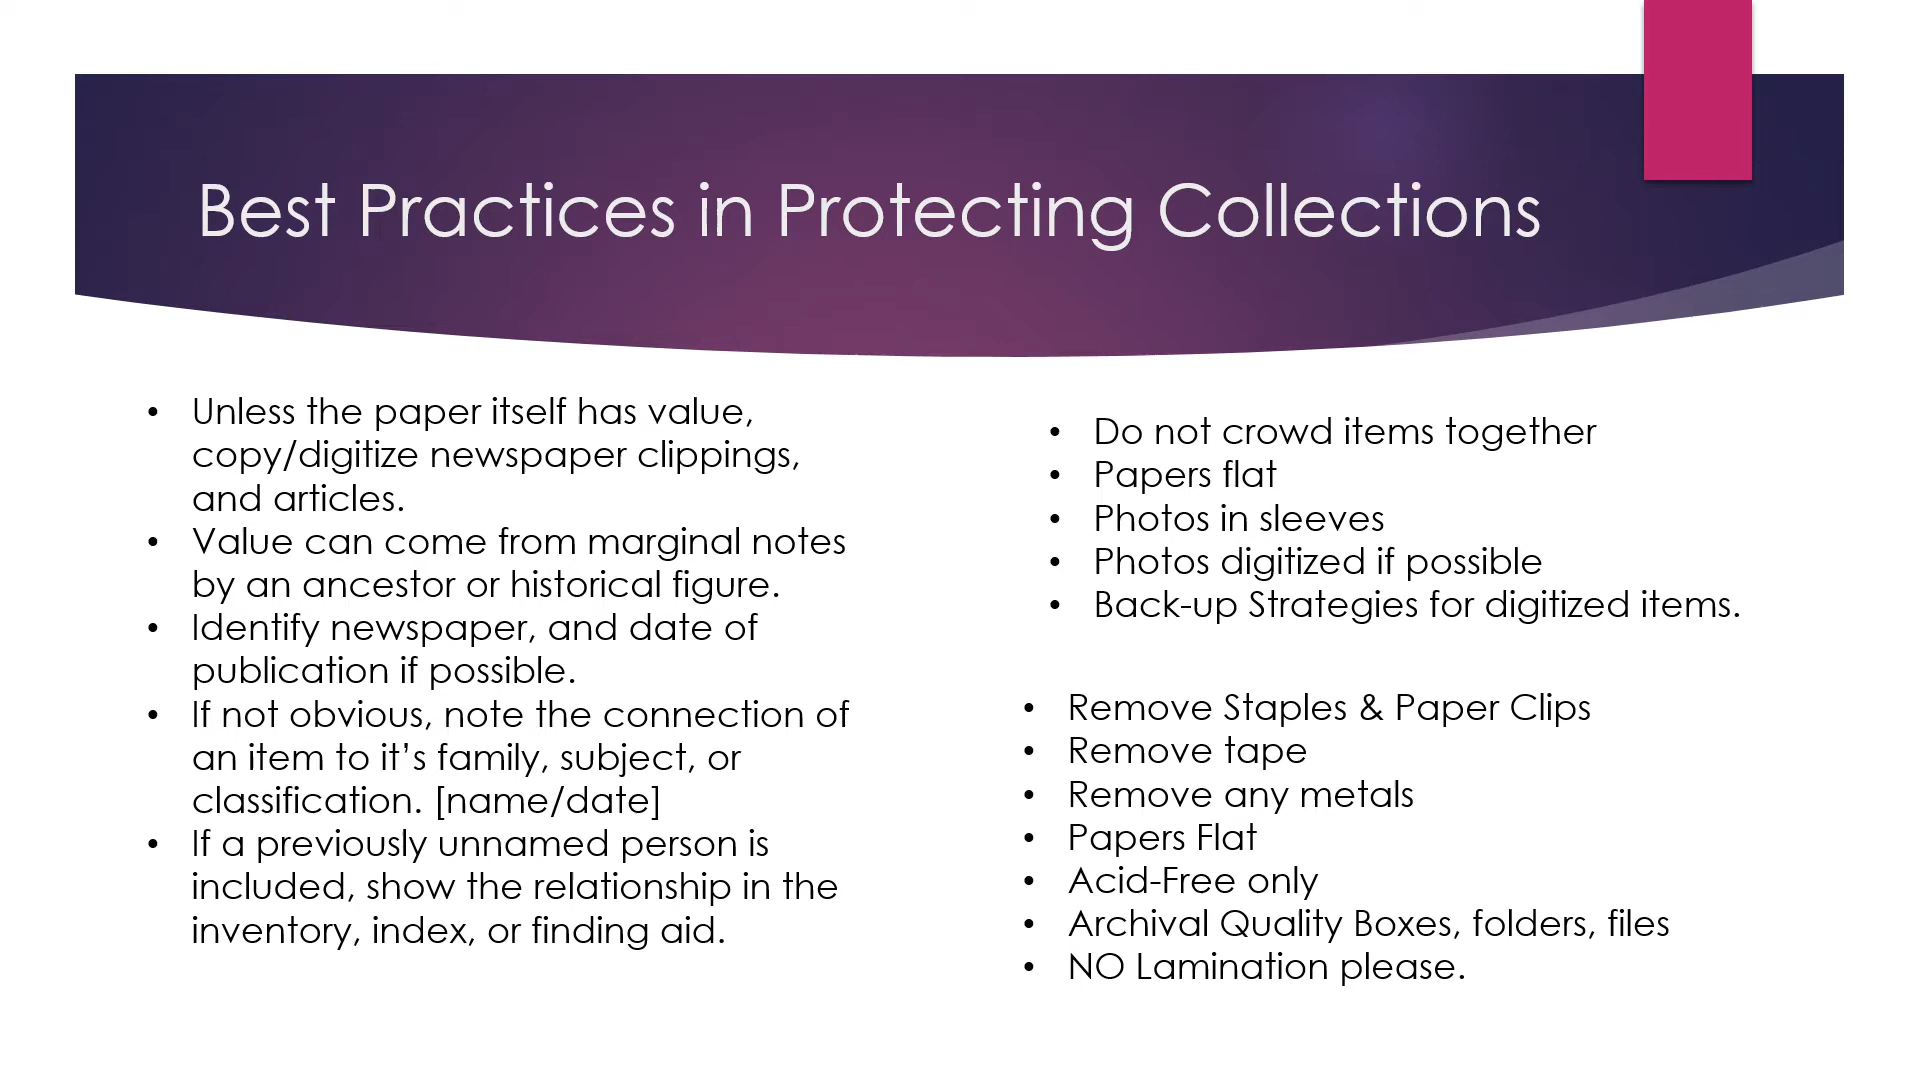 Best Practices in Protecting Collections
• Unless the paper itself has value,
copy/digitize newspaper clippings,
and articles.
• Value can come from marginal notes
by an ancestor or historical figure.
• Identify newspaper, and date of
publication if possible.
• If not obvious, note the connection of
an item to it’s family, subject, or
classification. [name/date]
• If a previously unnamed person is
included, show the relationship in the
inventory, index, or finding aid.
• Do not crowd items together
• Papers flat
• Photos in sleeves
• Photos digitized if possible
• Back-up Strategies for digitized items.
• Remove Staples & Paper Clips
• Remove tape
• Remove any metals
• Papers Flat
• Acid-Free only
• Archival Quality Boxes, folders, files
• NO Lamination please.